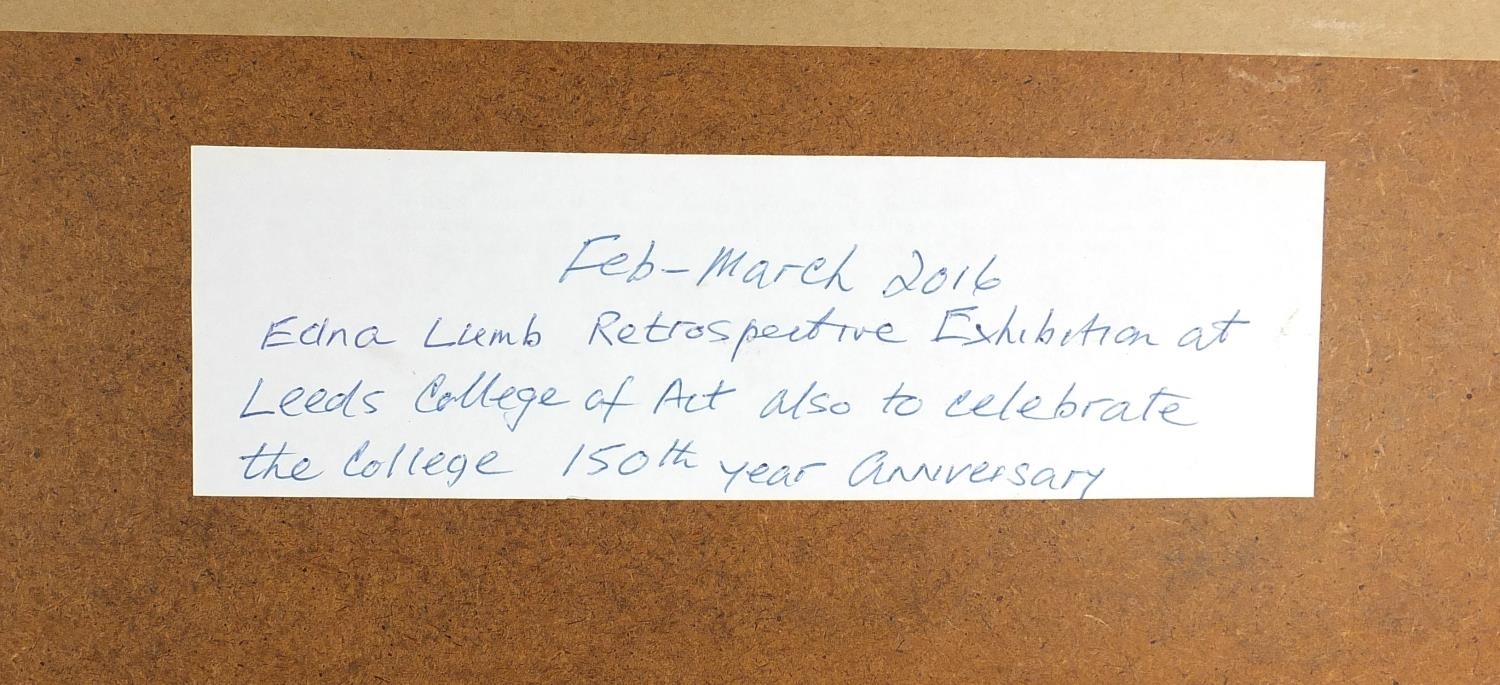 Feb-March 2016
Edna Lumb Retrospective Exhibition at
Leeds College of Art also to celebrate
the College 150th year anniversary